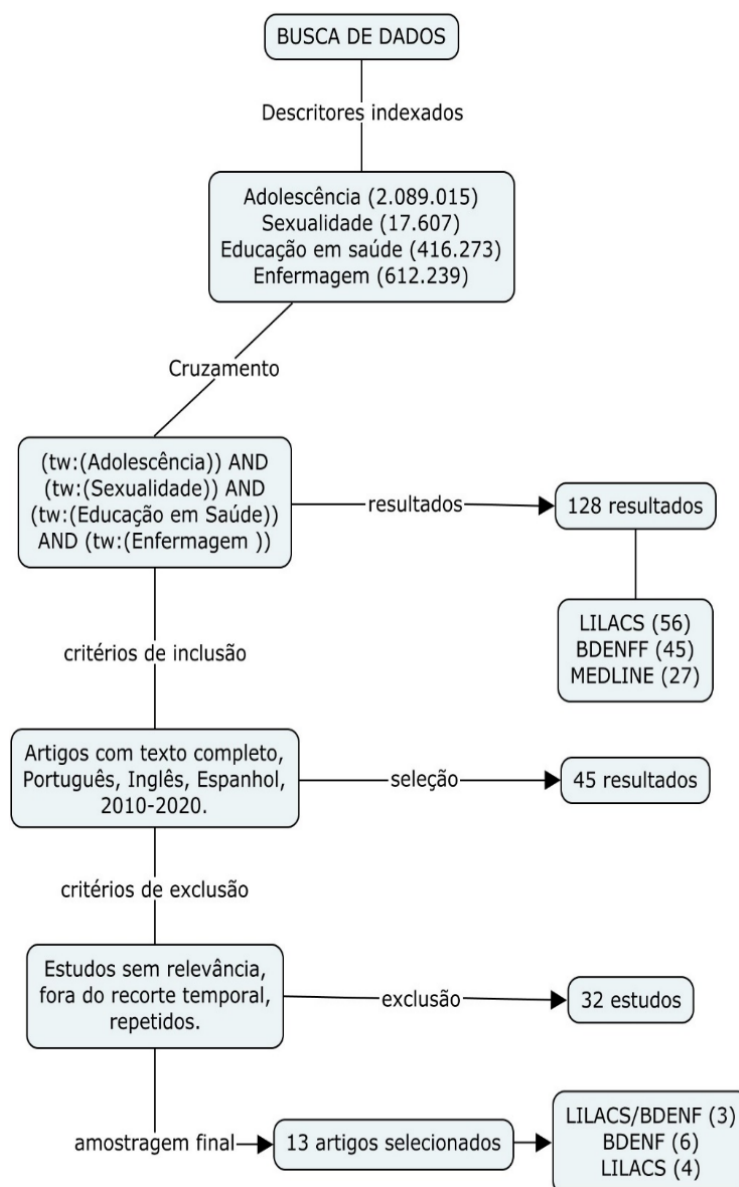 BUSCA DE DADOS
Descritores indexados
Adolescência (2.089.015)
Sexualidade (17.607)
Educação em saúde (416.273)
Enfermagem (612.239)
Cruzamento
(tw:(Adolescência)) AND
(tw:(Sexualidade)) AND
(tw:(Educação em Saúde))
AND (tw:(Enfermagem ))
resultados
128 resultados
LILACS (56)
BDENFF (45)
MEDLINE (27)
critérios de inclusão
Artigos com texto completo,
Português, Inglês, Espanhol,
2010-2020.
seleção
45 resultados
critérios de exclusão
Estudos sem relevância,
fora do recorte temporal,
repetidos.
exclusão
32 estudos
amostragem final
13 artigos selecionados
LILACS/BDENF (3)
BDENF (6)
LILACS (4)